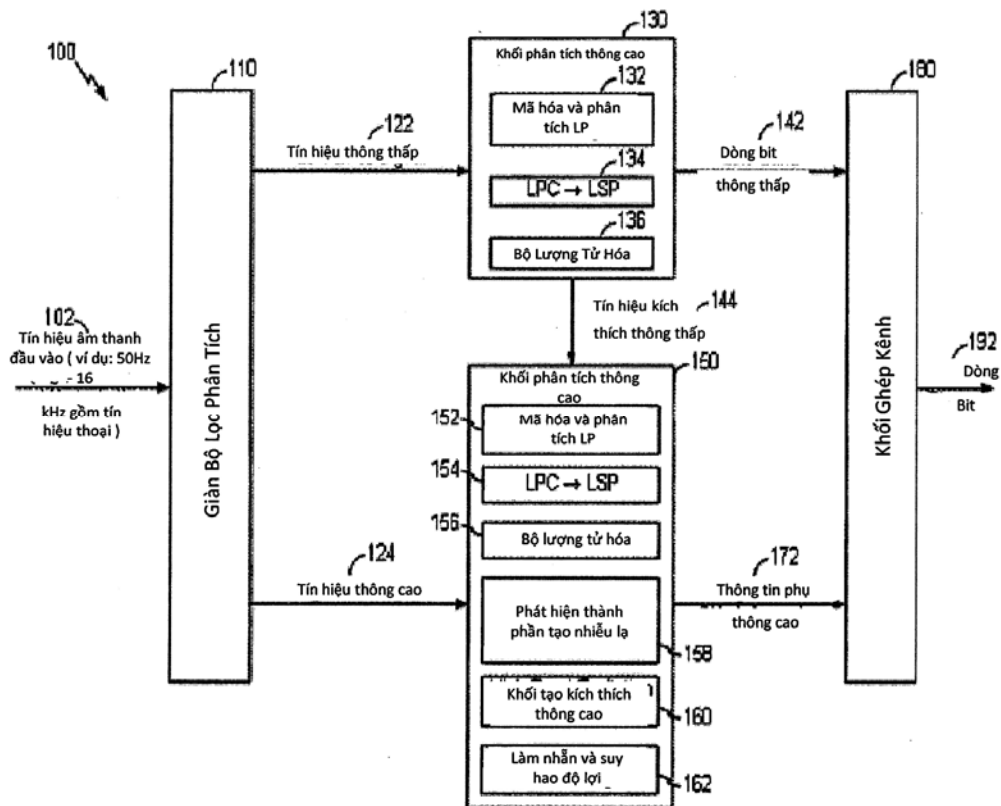 100
110
Giàn Bộ Lọc Phân Tích
102
Tín hiệu âm thanh
đầu vào ( ví dụ: 50Hz
- 16
kHz gồm tín
hiệu thoại )
122
Tín hiệu thông thấp
124
Tín hiệu thông cao
130
Khối phân tích thông cao
132
Mã hóa và phân
tích LP
134
LPC → LSP
136
Bộ Lượng Tử Hóa
142
Dòng bit
thông thấp
144
Tín hiệu kích
thích thông thấp
150
Khối phân tích thông
cao
152
Mã hóa và phân
tích LP
154
LPC → LSP
156
Bộ lượng tử hóa
Phát hiện thành
phần tạo nhiễu lạ
158
Khối tạo kích thích
thông cao
160
Làm nhẵn và suy
hao độ lợi
162
172
Thông tin phụ
thông cao
180
Khối Ghép Kênh
192
Dòng
Bit